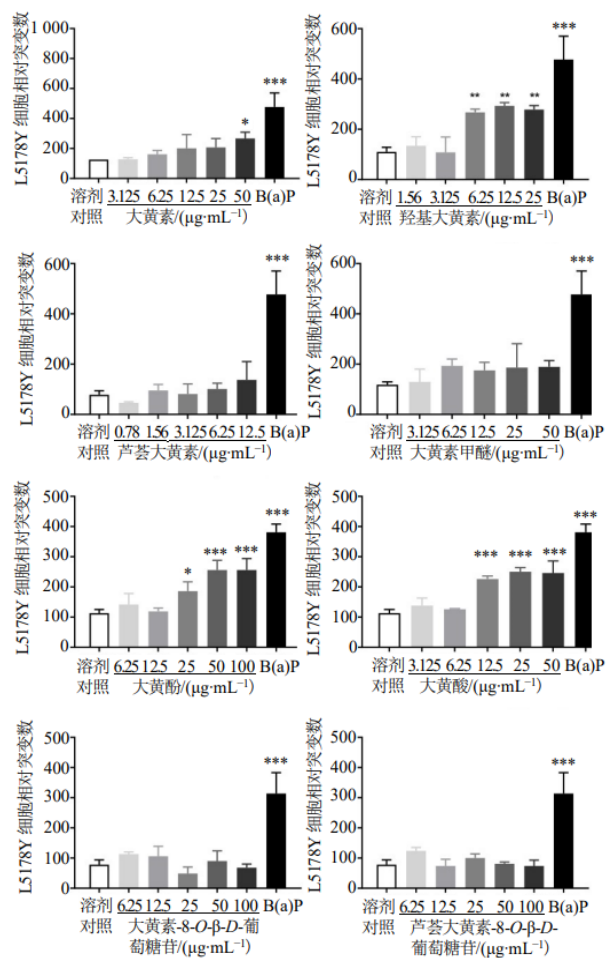 L5178Y 细胞相对突变数
1 000
800
600
400
200
0
*
***
溶剂 3.125 6.25 12.5 25 50 B(a)P
对照 大黄素/(μg·mL⁻¹)
L5178Y 细胞相对突变数
600
400
200
0
**
**
**
***
溶剂 1.56 3.125 6.25 12.5 25 B(a)P
对照 羟基大黄素/(μg·mL⁻¹)
L5178Y 细胞相对突变数
600
400
200
0
***
溶剂 0.78 1.56 3.125 6.25 12.5 B(a)P
对照 芦荟大黄素/(μg·mL⁻¹)
L5178Y 细胞相对突变数
600
400
200
0
***
溶剂 3.125 6.25 12.5 25 50 B(a)P
对照 大黄素甲醚/(μg·mL⁻¹)
L5178Y 细胞相对突变数
500
400
300
200
100
0
*
***
***
***
溶剂 6.25 12.5 25 50 100 B(a)P
对照 大黄酚/(μg·mL⁻¹)
L5178Y 细胞相对突变数
500
400
300
200
100
0
***
***
***
***
溶剂 3.125 6.25 12.5 25 50 B(a)P
对照 大黄酸/(μg·mL⁻¹)
L5178Y 细胞相对突变数
500
400
300
200
100
0
***
溶剂 6.25 12.5 25 50 100 B(a)P
对照 大黄素-8-O-β-D-葡
萄糖苷/(μg·mL⁻¹)
L5178Y 细胞相对突变数
500
400
300
200
100
0
***
溶剂 6.25 12.5 25 50 100 B(a)P
对照 芦荟大黄素-8-O-β-D-
葡萄糖苷/(μg·mL⁻¹)